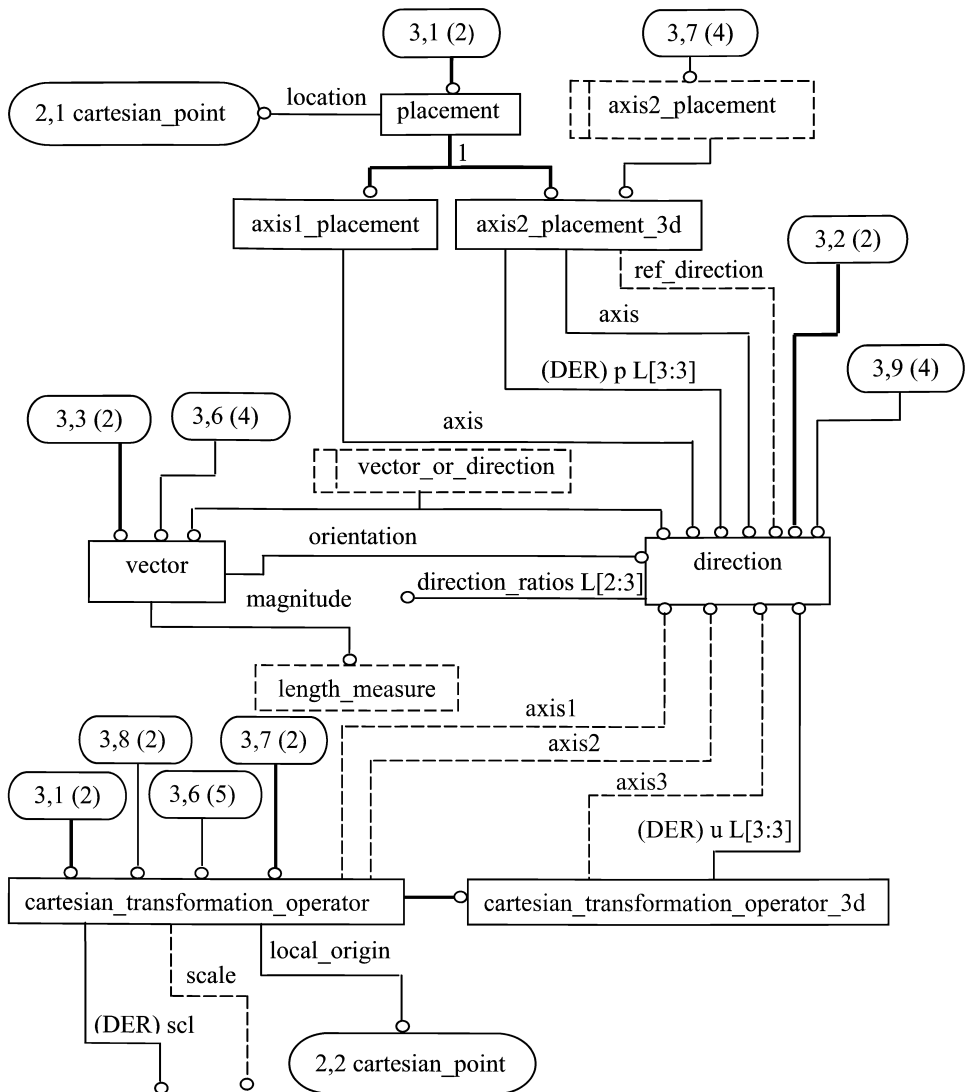 3,1 (2)
3,7 (4)
2,1 cartesian_point
location
placement
axis2_placement
1
axis1_placement
axis2_placement_3d
3,2 (2)
ref_direction
axis
(DER) p L[3:3]
3,9 (4)
3,3 (2)
3,6 (4)
axis
vector_or_direction
orientation
vector
direction
direction_ratios L[2:3]
magnitude
length_measure
axis1
3,8 (2)
3,7 (2)
axis2
3,1 (2)
3,6 (5)
axis3
(DER) u L[3:3]
cartesian_transformation_operator
cartesian_transformation_operator_3d
local_origin
scale
(DER) scl
2,2 cartesian_point